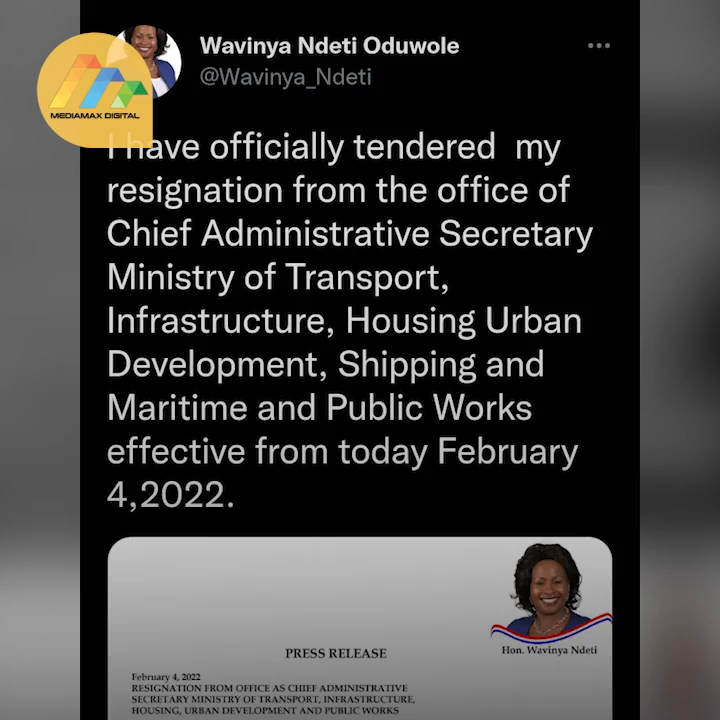 MEDIAMAX DIGITAL
Wavinya Ndeti Oduwole
@Wavinya_Ndeti
I have officially tendered my
resignation from the office of
Chief Administrative Secretary
Ministry of Transport,
Infrastructure, Housing Urban
Development, Shipping and
Maritime and Public Works
effective from today February
4,2022.
Hon. Wavinya Ndeti
PRESS RELEASE
February 4, 2022
RESIGNATION FROM OFFICE AS CHIEF ADMINISTRATIVE
SECRETARY MINISTRY OF TRANSPORT, INFRASTRUCTURE,
HOUSING, URBAN DEVELOPMENT AND PUBLIC WORKS